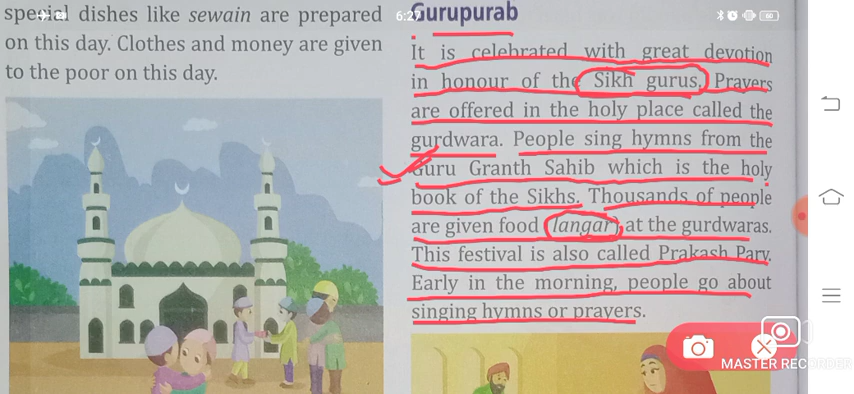 special dishes like sewain are prepared
on this day. Clothes and money are given
to the poor on this day.
6:27
60
Gurupurab
It is celebrated with great devotion
in honour of the Sikh gurus. Prayers
are offered in the holy place called the
gurdwara. People sing hymns from the
Guru Granth Sahib which is the holy
book of the Sikhs. Thousands of people
are given food (langar) at the gurdwaras.
This festival is also called Prakash Parv.
Early in the morning, people go about
singing hymns or prayers.
MASTER RECORDER